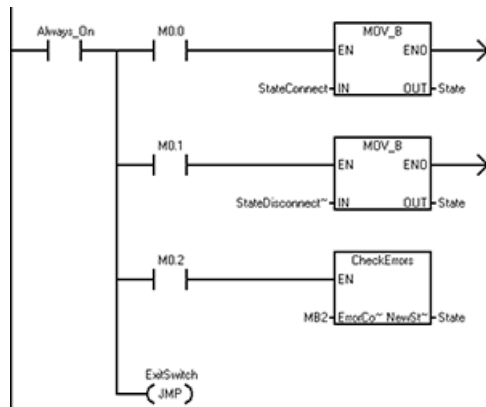 Always_On
M0.0
MOV_B
EN ENO
StateConnect IN OUT State
M0.1
MOV_B
EN ENO
StateDisconnect~ IN OUT State
M0.2
CheckErrors
EN
MB2 ErrorCo~ NewSt~ State
ExitSwitch
JMP